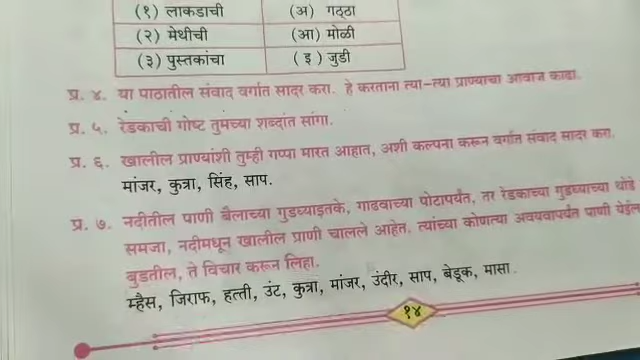 (१) लाकडाची (अ) गठ्ठा
(२) मेथीची (आ) मोळी
(३) पुस्तकांचा (इ) जुडी
प्र. ४. या पाठातील संवाद वर्गात सादर करा. हे करताना त्या-त्या प्राण्याचा आवाज काढा.
प्र. ५. रेडकाची गोष्ट तुमच्या शब्दांत सांगा.
प्र. ६. खालील प्राण्यांशी तुम्ही गप्पा मारत आहात, अशी कल्पना करून वर्गात संवाद सादर करा.
मांजर, कुत्रा, सिंह, साप.
प्र. ७. नदीतील पाणी बैलाच्या गुडघ्याइतके, गाढवाच्या पोटापर्यंत, तर रेडकाच्या गुडघ्याच्या थोडे
समजा, नदीमधून खालील प्राणी चालले आहेत. त्यांच्या कोणत्या अवयवापर्यंत पाणी येईल
बुडतील, ते विचार करून लिहा.
म्हैस, जिराफ, हत्ती, उंट, कुत्रा, मांजर, उंदीर, साप, बेडूक, मासा.
१४